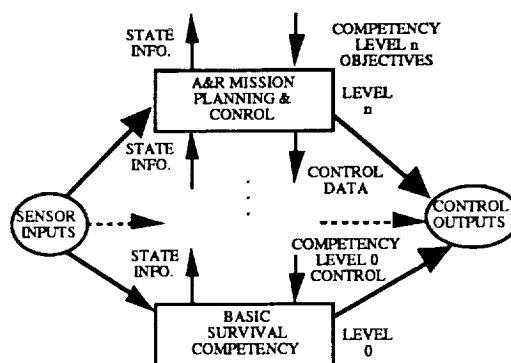 STATE
INFO.
COMPETENCY
LEVEL n
OBJECTIVES
A&R MISSION
PLANNING &
CONROL
LEVEL
n
STATE
INFO.
CONTROL
DATA
SENSOR
INPUTS
CONTROL
OUTPUTS
STATE
INFO.
COMPETENCY
LEVEL 0
CONTROL
BASIC
SURVIVAL
COMPETENCY
LEVEL
0